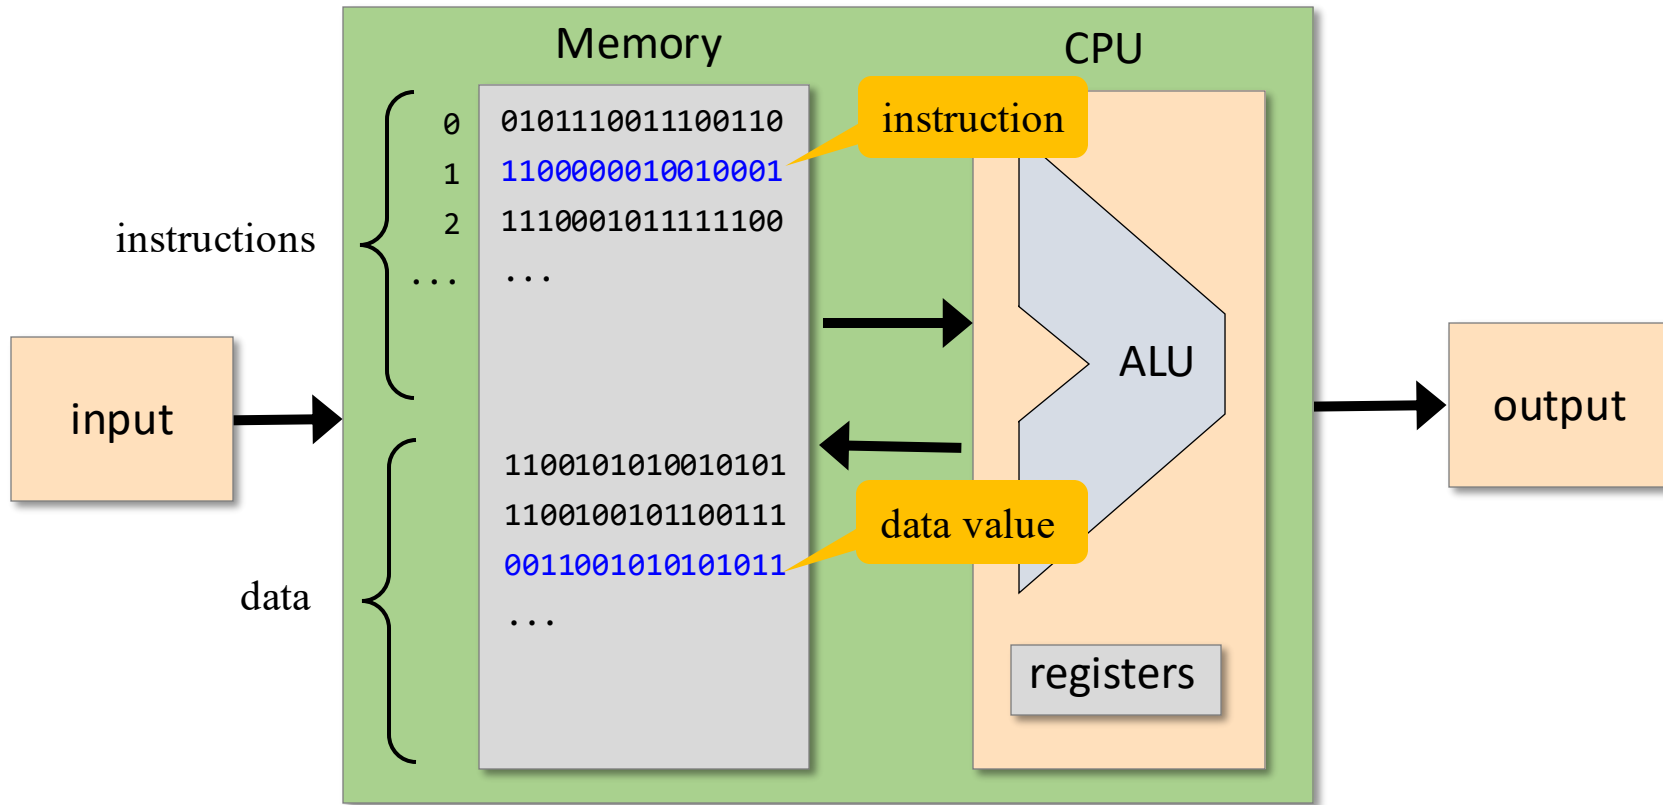 Memory
CPU
instruction
0 0101110011100110
1 1100000010010001
2 1110001011111100
... ...
instructions
ALU
input
output
1100101010010101
1100100101100111
data value
0011001010101011
data
...
registers